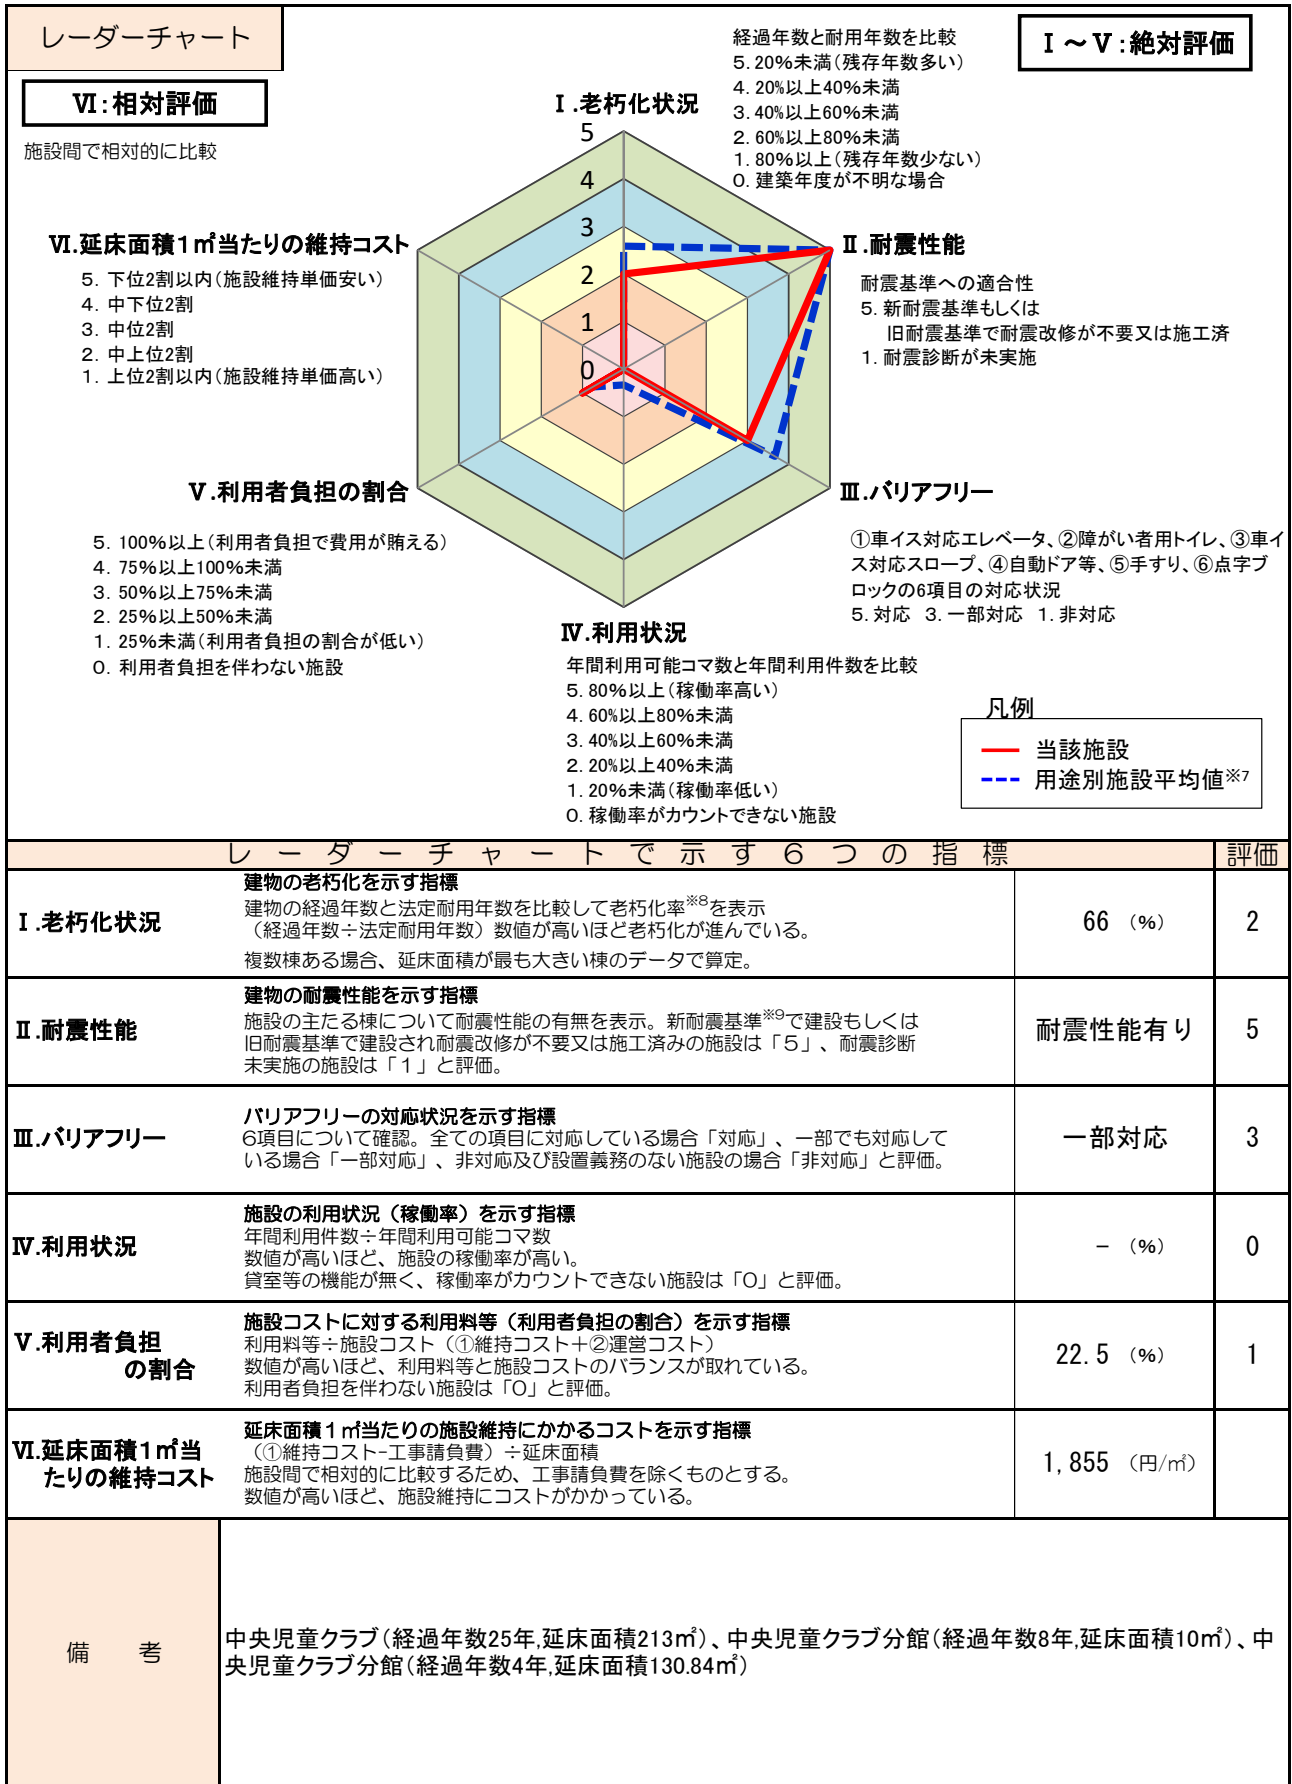 レーダーチャート
Ⅰ～Ⅴ:絶対評価
Ⅵ:相対評価
施設間で相対的に比較
Ⅰ.老朽化状況
経過年数と耐用年数を比較
5. 20%未満(残存年数多い)
4. 20%以上40%未満
3. 40%以上60%未満
2. 60%以上80%未満
1. 80%以上(残存年数少ない)
0. 建築年度が不明な場合
5
4
3
2
1
0
Ⅱ.耐震性能
耐震基準への適合性
5. 新耐震基準もしくは
旧耐震基準で耐震改修が不要又は施工済
1. 耐震診断が未実施
Ⅵ.延床面積1㎡当たりの維持コスト
5. 下位2割以内(施設維持単価安い)
4. 中下位2割
3. 中位2割
2. 中上位2割
1. 上位2割以内(施設維持単価高い)
Ⅴ.利用者負担の割合
5. 100%以上(利用者負担で費用が賄える)
4. 75%以上100%未満
3. 50%以上75%未満
2. 25%以上50%未満
1. 25%未満(利用者負担の割合が低い)
0. 利用者負担を伴わない施設
Ⅲ.バリアフリー
①車イス対応エレベータ、②障がい者用トイレ、③車イ
ス対応スロープ、④自動ドア等、⑤手すり、⑥点字ブ
ロックの6項目の対応状況
5. 対応 3. 一部対応 1. 非対応
Ⅳ.利用状況
年間利用可能コマ数と年間利用件数を比較
5. 80%以上(稼働率高い)
4. 60%以上80%未満
3. 40%以上60%未満
2. 20%以上40%未満
1. 20%未満(稼働率低い)
0. 稼働率がカウントできない施設
凡例
当該施設
用途別施設平均値※7
レーダーチャートで示す6つの指標 評価
Ⅰ.老朽化状況
建物の老朽化を示す指標
建物の経過年数と法定耐用年数を比較して老朽化率※8を表示
(経過年数÷法定耐用年数)数値が高いほど老朽化が進んでいる。
複数棟ある場合、延床面積が最も大きい棟のデータで算定。
66 (%) 2
Ⅱ.耐震性能
建物の耐震性能を示す指標
施設の主たる棟について耐震性能の有無を表示。新耐震基準※9で建設もしくは
旧耐震基準で建設され耐震改修が不要又は施工済みの施設は「5」、耐震診断
未実施の施設は「1」と評価。
耐震性能有り 5
Ⅲ.バリアフリー
バリアフリーの対応状況を示す指標
6項目について確認。全ての項目に対応している場合「対応」、一部でも対応して
いる場合「一部対応」、非対応及び設置義務のない施設の場合「非対応」と評価。
一部対応 3
Ⅳ.利用状況
施設の利用状況(稼働率)を示す指標
年間利用件数÷年間利用可能コマ数
数値が高いほど、施設の稼働率が高い。
貸室等の機能が無く、稼働率がカウントできない施設は「0」と評価。
- (%) 0
Ⅴ.利用者負担
の割合
施設コストに対する利用料等(利用者負担の割合)を示す指標
利用料等÷施設コスト(①維持コスト+②運営コスト)
数値が高いほど、利用料等と施設コストのバランスが取れている。
利用者負担を伴わない施設は「0」と評価。
22.5 (%) 1
Ⅵ.延床面積1㎡当
たりの維持コスト
延床面積1㎡当たりの施設維持にかかるコストを示す指標
(①維持コスト-工事請負費)÷延床面積
施設間で相対的に比較するため、工事請負費を除くものとする。
数値が高いほど、施設維持にコストがかかっている。
1,855 (円/㎡)
備 考
中央児童クラブ(経過年数25年,延床面積213㎡)、中央児童クラブ分館(経過年数8年,延床面積10㎡)、中
央児童クラブ分館(経過年数4年,延床面積130.84㎡)